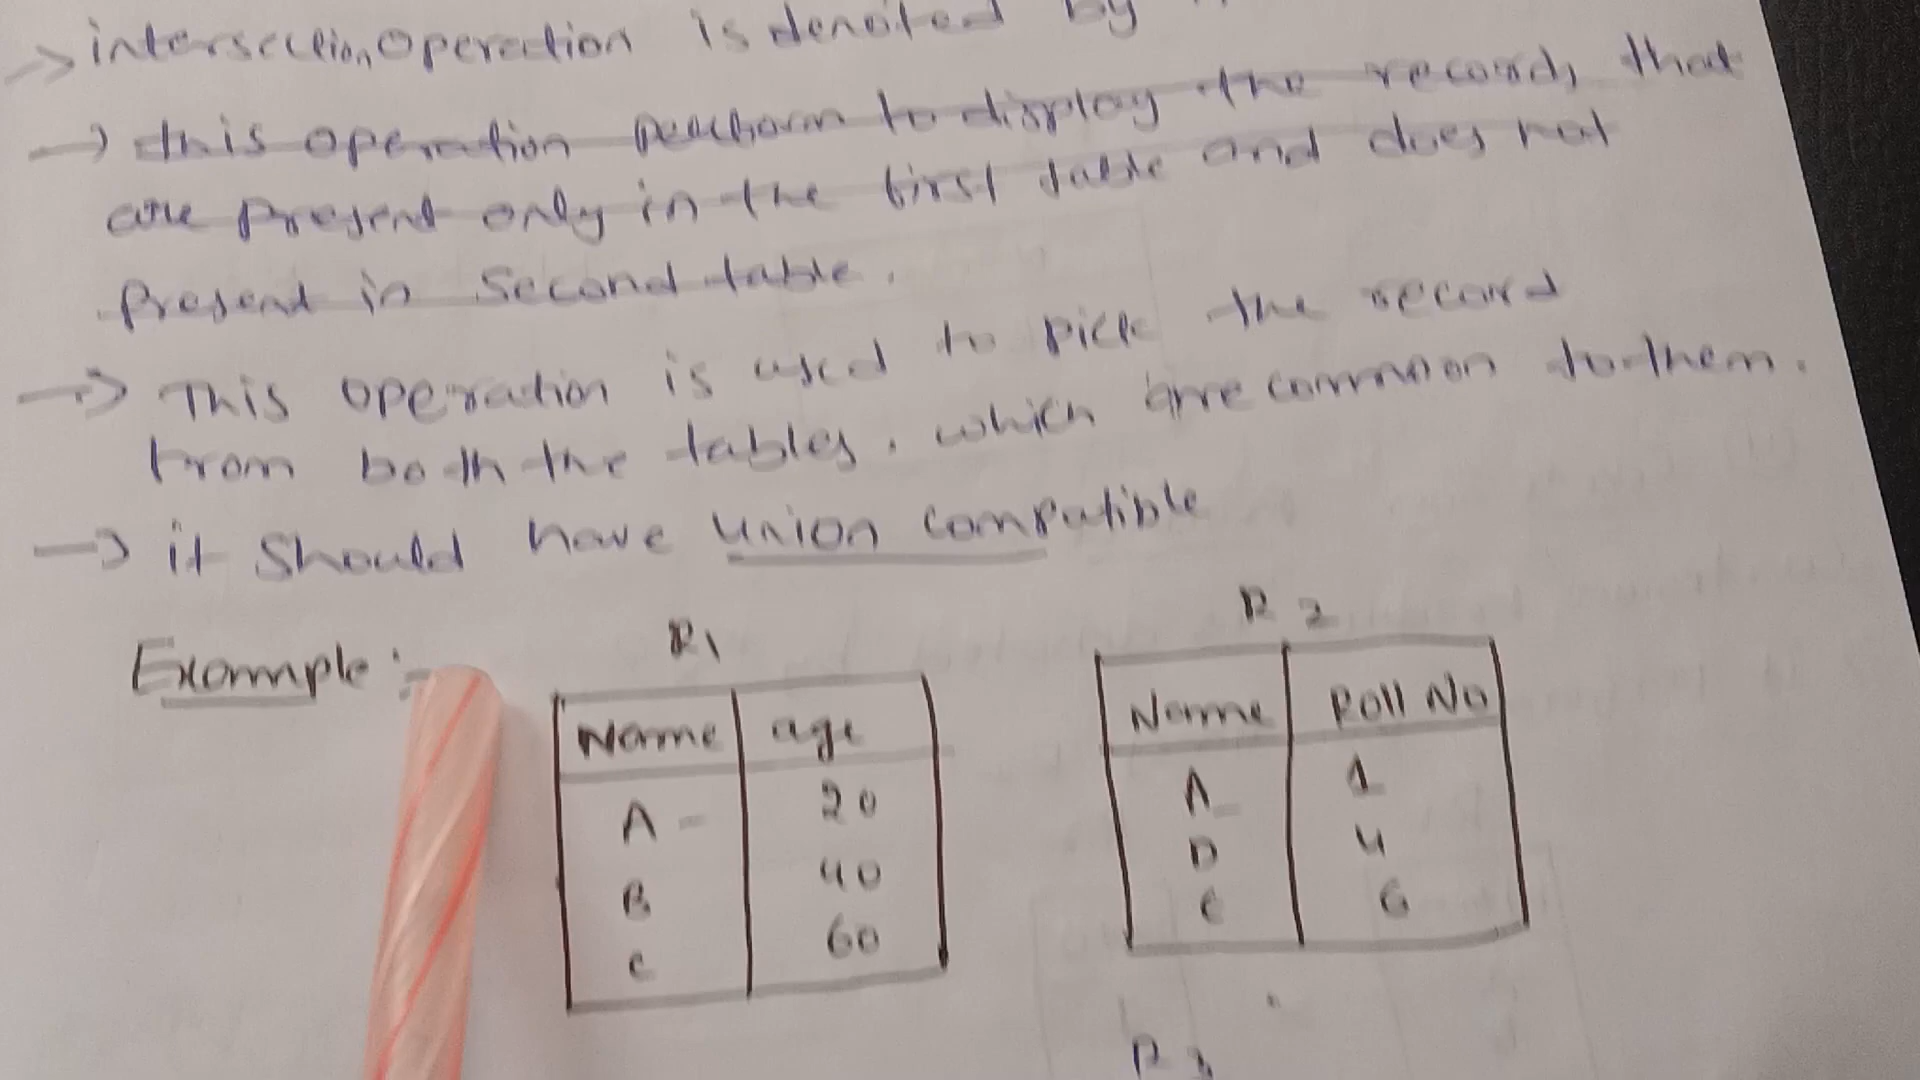 -> intersection operation is denoted by
-> this operation perform to display the records that
are present only in the first table and does not
present in second table.
-> This operation is used to pick the record
from both the tables. which are common to them.
-> it should have union compatible
Example :-
R1
Name age
A - 20
B 40
C 60
R2
Name Roll No
A 1
D 4
E 6
R3